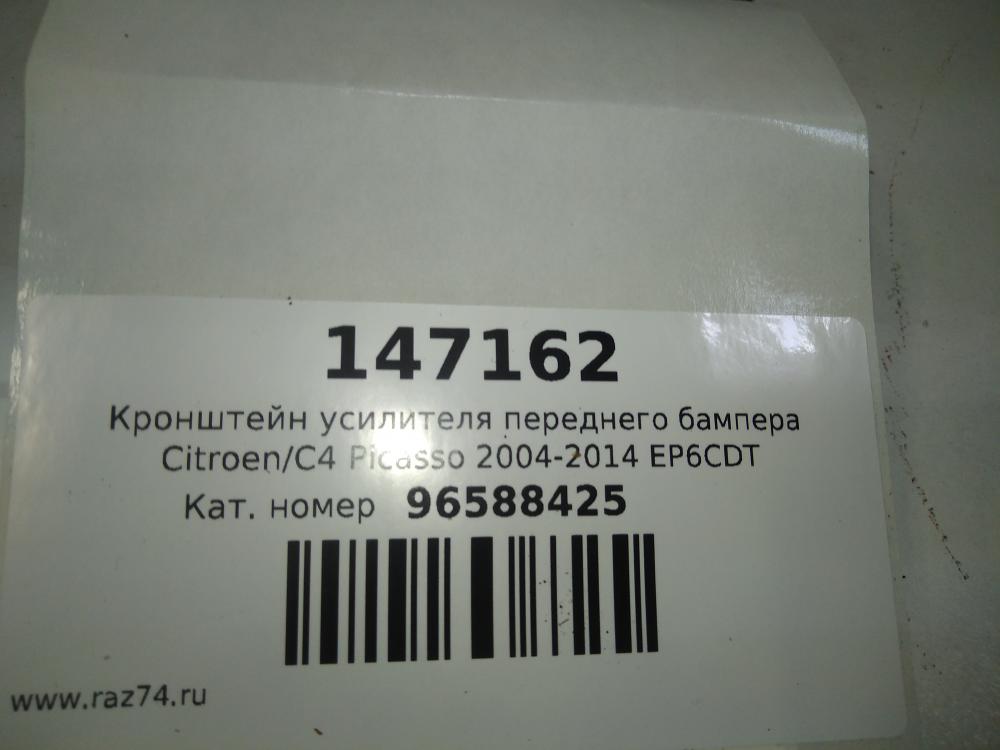 147162
Кронштейн усилителя переднего бампера
Citroen/C4 Picasso 2004-2014 EP6CDT
Кат. номер 96588425
www.raz74.ru